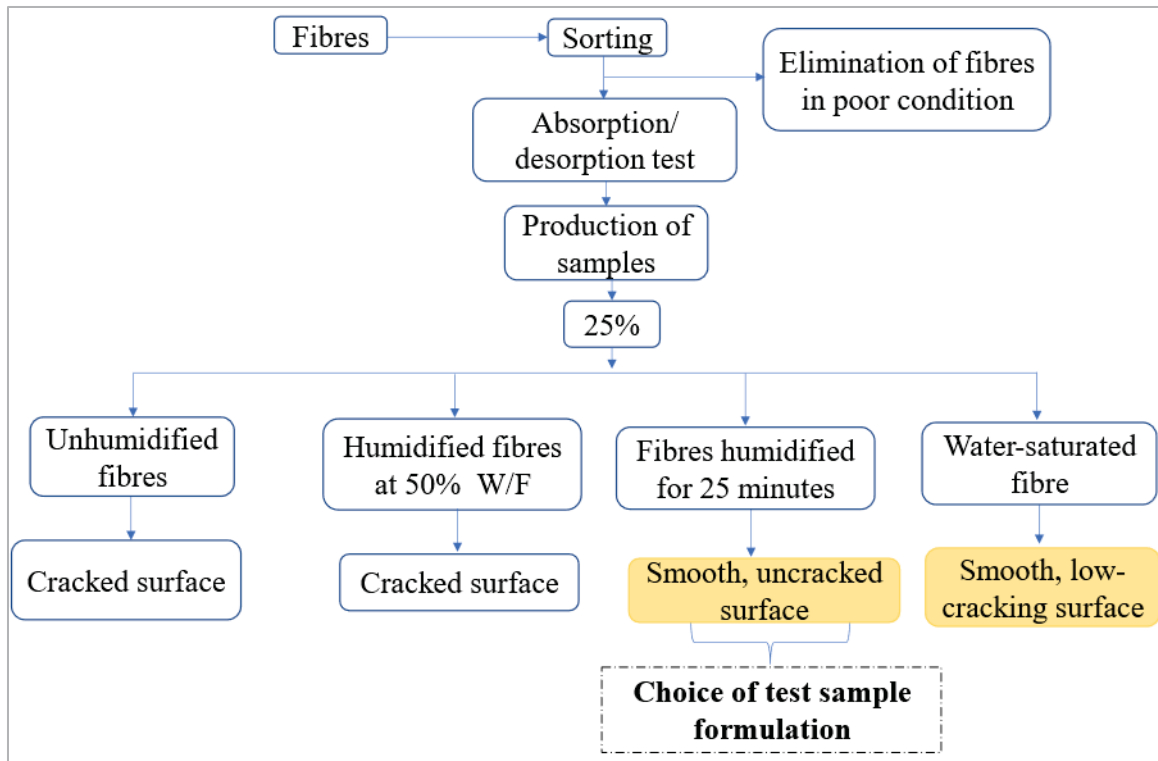 Fibres
Sorting
Elimination of fibres
in poor condition
Absorption/
desorption test
Production of
samples
25%
Unhumidified
fibres
Humidified fibres
at 50% W/F
Fibres humidified
for 25 minutes
Water-saturated
fibre
Cracked surface
Cracked surface
Smooth, uncracked
surface
Smooth, low-
cracking surface
Choice of test sample
formulation